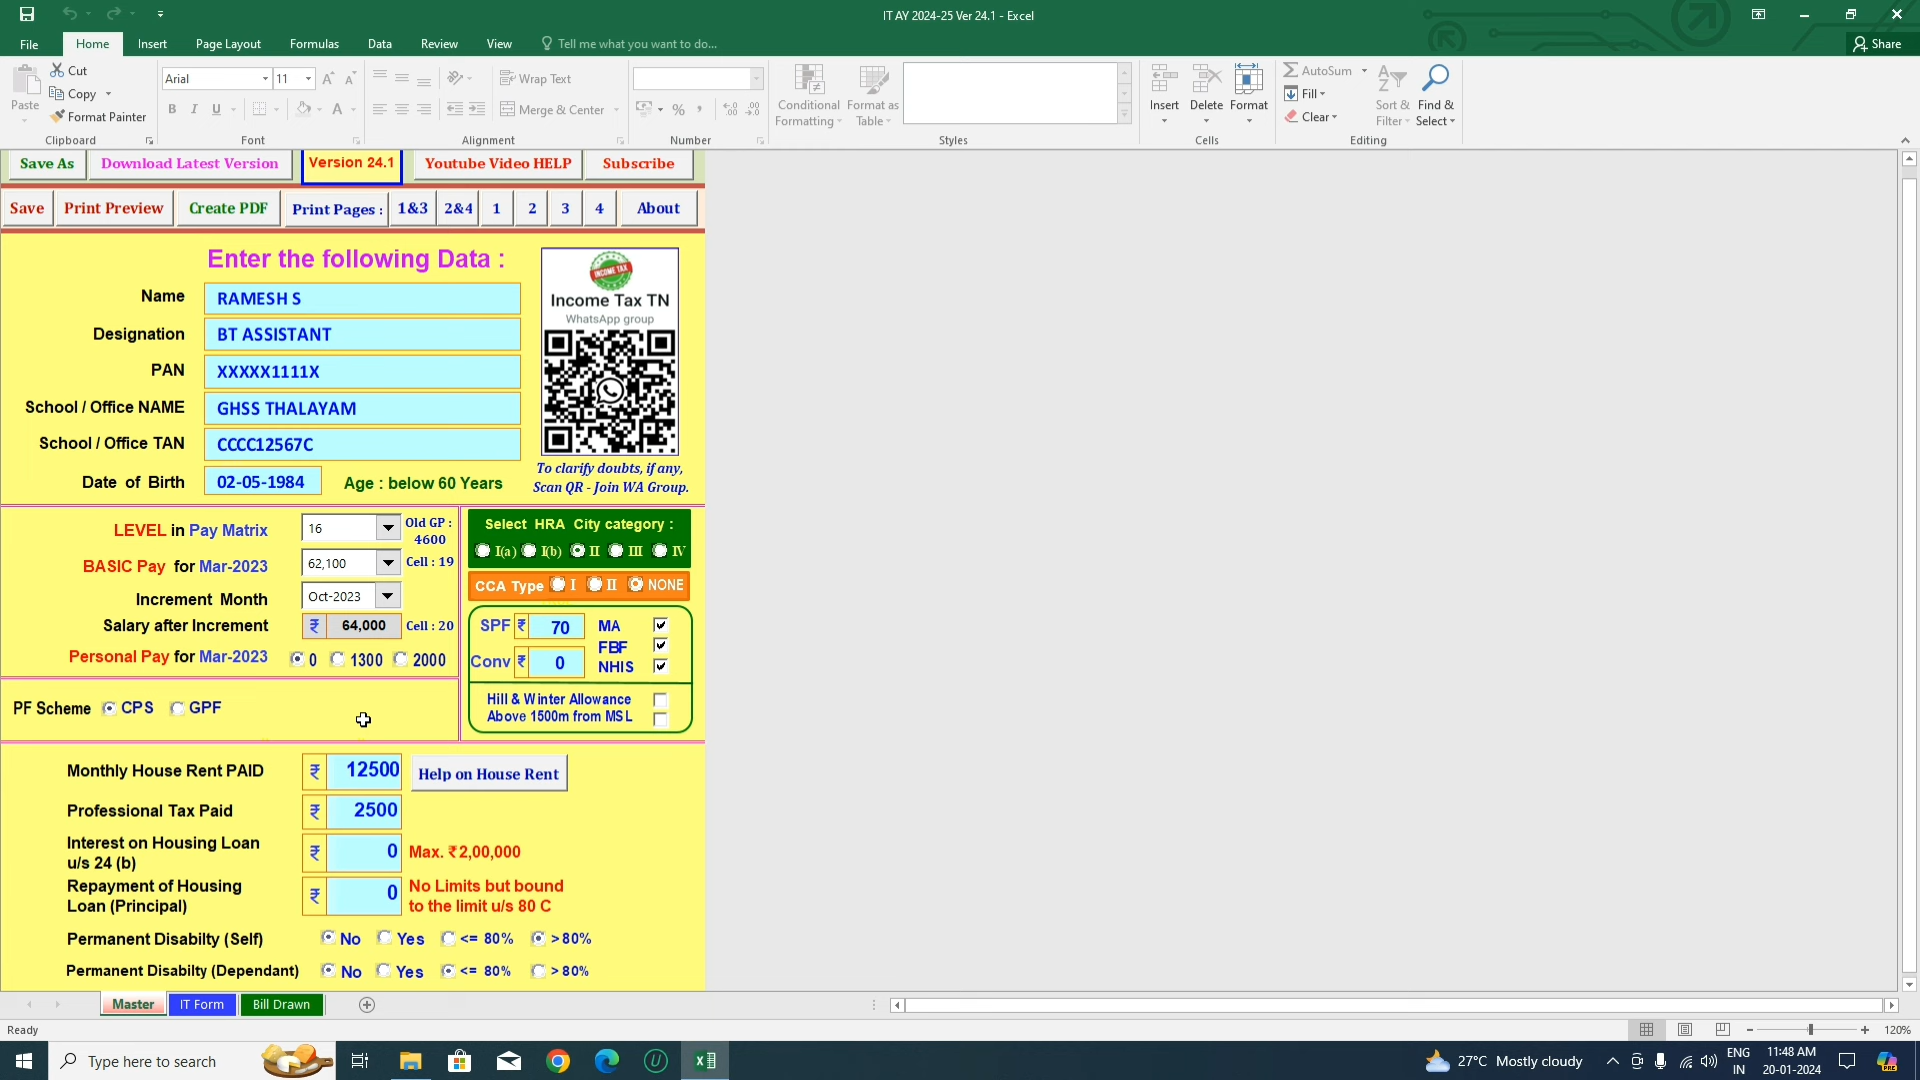 IT AY 2024-25 Ver 24.1 - Excel
File Home Insert Page Layout Formulas Data Review View Tell me what you want to do... Share
Paste Cut Copy Format Painter
Clipboard
Arial 11
B I U
Font
Wrap Text
Merge & Center
Alignment
%
Number
Conditional Formatting Format as Table
Styles
Insert Delete Format
Cells
AutoSum
Fill
Clear
Sort & Filter Find & Select
Editing
Save As Download Latest Version Version 24.1 Youtube Video HELP Subscribe
Save Print Preview Create PDF Print Pages : 1&3 2&4 1 2 3 4 About
Enter the following Data :
Name RAMESH S
Designation BT ASSISTANT
PAN XXXXX1111X
School / Office NAME GHSS THALAYAM
School / Office TAN CCCC12567C
Date of Birth 02-05-1984 Age : below 60 Years
INCOME TAX
Income Tax TN
WhatsApp group
To clarify doubts, if any,
Scan QR - Join WA Group.
LEVEL in Pay Matrix 16 Old GP : 4600
BASIC Pay for Mar-2023 62,100 Cell : 19
Increment Month Oct-2023
Salary after Increment ₹ 64,000 Cell : 20
Personal Pay for Mar-2023 0 1300 2000
Select HRA City category :
I(a) I(b) II III IV
CCA Type I II NONE
SPF ₹ 70 MA
FBF
Conv ₹ 0 NHIS
Hill & Winter Allowance
Above 1500m from MSL
PF Scheme CPS GPF
Monthly House Rent PAID ₹ 12500 Help on House Rent
Professional Tax Paid ₹ 2500
Interest on Housing Loan
u/s 24 (b) ₹ 0 Max. ₹2,00,000
Repayment of Housing
Loan (Principal) ₹ 0 No Limits but bound
to the limit u/s 80 C
Permanent Disabilty (Self) No Yes <= 80% > 80%
Permanent Disabilty (Dependant) No Yes <= 80% > 80%
Master IT Form Bill Drawn
Ready
120%
Type here to search
27°C Mostly cloudy
ENG
IN
11:48 AM
20-01-2024